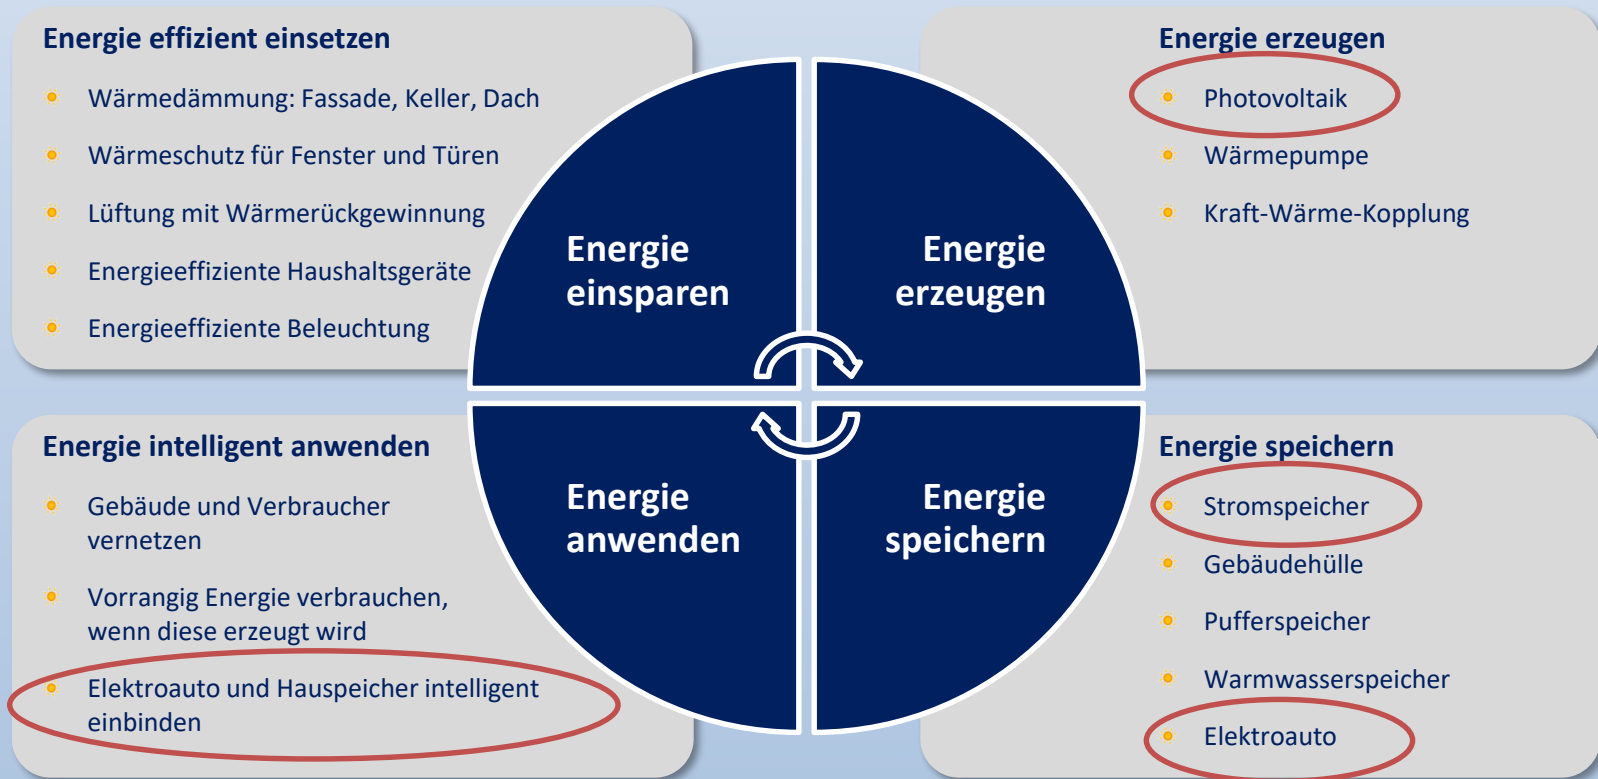 Energie effizient einsetzen
Wärmedämmung: Fassade, Keller, Dach
Wärmeschutz für Fenster und Türen
Lüftung mit Wärmerückgewinnung
Energieeffiziente Haushaltsgeräte
Energieeffiziente Beleuchtung
Energie
einsparen
Energie
erzeugen
Energie erzeugen
Photovoltaik
Wärmepumpe
Kraft-Wärme-Kopplung
Energie intelligent anwenden
Gebäude und Verbraucher
vernetzen
Vorrangig Energie verbrauchen,
wenn diese erzeugt wird
Elektroauto und Hauspeicher intelligent
einbinden
Energie
anwenden
Energie
speichern
Energie speichern
Stromspeicher
Gebäudehülle
Pufferspeicher
Warmwasserspeicher
Elektroauto